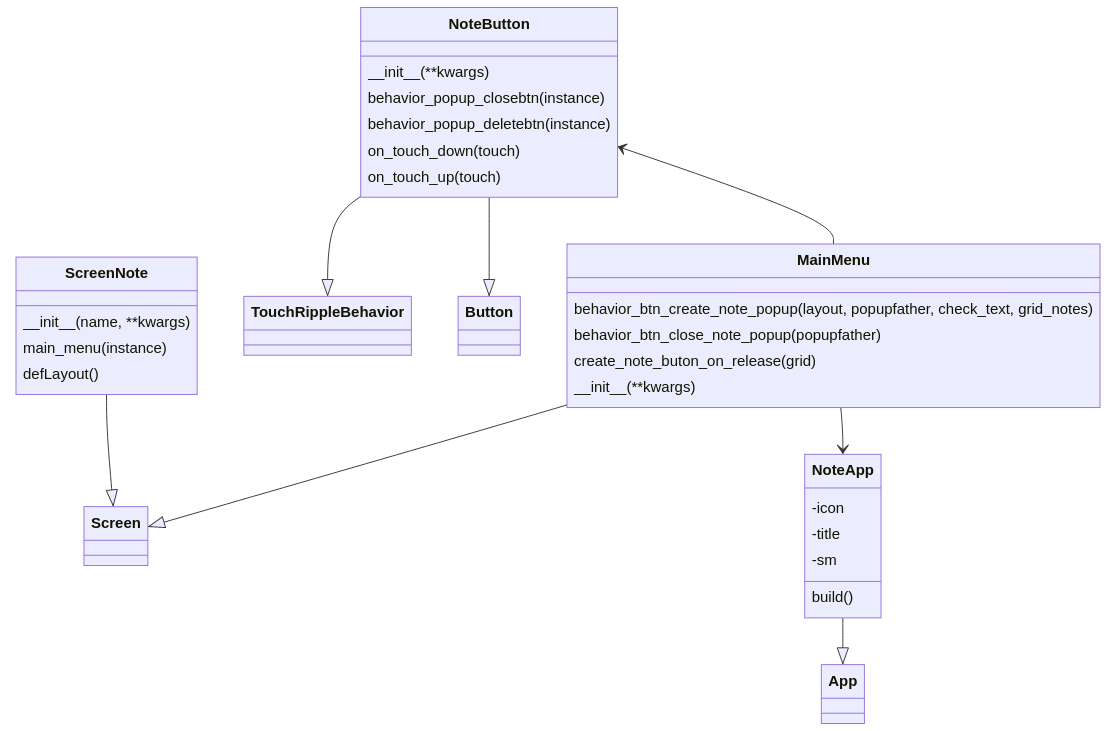 NoteButton
__init__(**kwargs)
behavior_popup_closebtn(instance)
behavior_popup_deletebtn(instance)
on_touch_down(touch)
on_touch_up(touch)
ScreenNote
__init__(name, **kwargs)
main_menu(instance)
defLayout()
TouchRippleBehavior
Button
MainMenu
behavior_btn_create_note_popup(layout, popupfather, check_text, grid_notes)
behavior_btn_close_note_popup(popupfather)
create_note_buton_on_release(grid)
__init__(**kwargs)
Screen
NoteApp
-icon
-title
-sm
build()
App